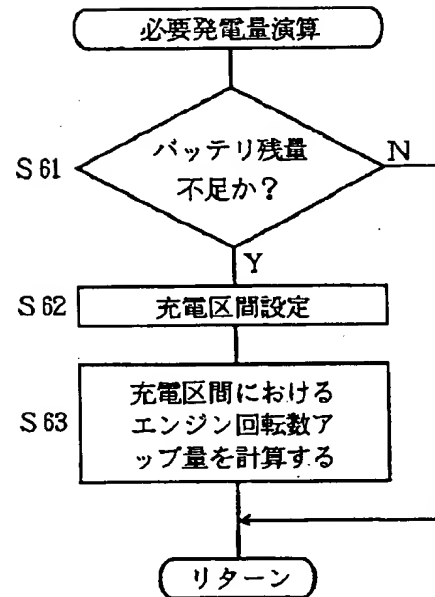 必要発電量演算
S61
バッテリ残量
不足か？
N
Y
S62
充電区間設定
S63
充電区間における
エンジン回転数ア
ップ量を計算する
リターン